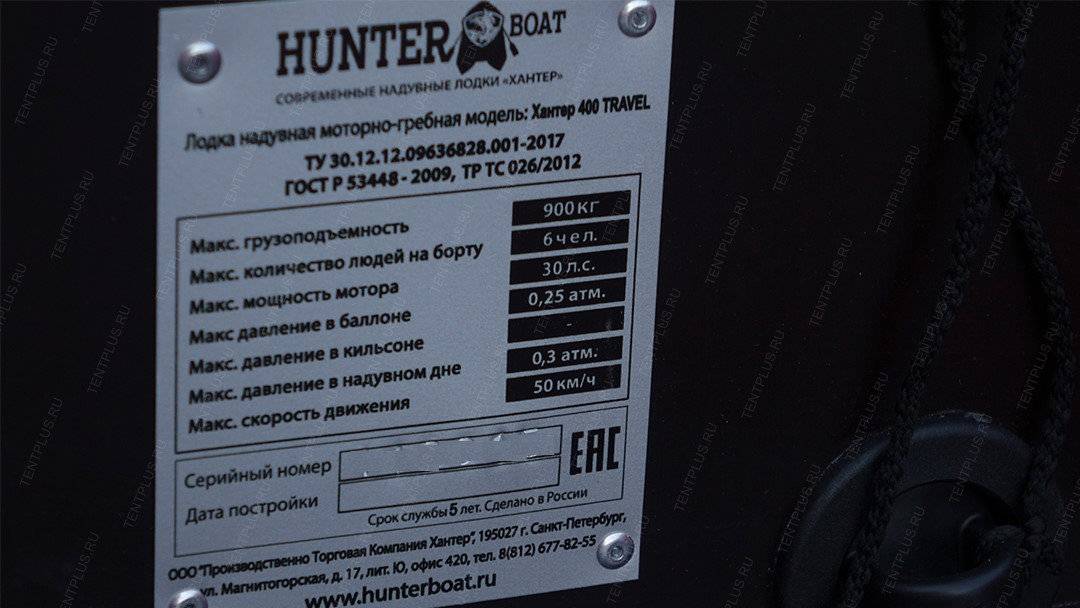 HUNTER BOAT
СОВРЕМЕННЫЕ НАДУВНЫЕ ЛОДКИ «ХАНТЕР»
Лодка надувная моторно-гребная модель: Хантер 400 TRAVEL
ТУ 30.12.12.09636828.001-2017
ГОСТ Р 53448 - 2009, ТР ТС 026/2012
Макс. грузоподъемность 900 кг
Макс. количество людей на борту 6 чел.
Макс. мощность мотора 30 л.с.
Макс давление в баллоне 0,25 атм.
Макс. давление в кильсоне -
Макс. давление в надувном дне 0,3 атм.
Макс. скорость движения 50 км/ч
Серийный номер
Дата постройки
EAC
Срок службы 5 лет. Сделано в России
ООО "Производственно Торговая Компания Хантер", 195027 г. Санкт-Петербург,
ул. Магнитогорская, д. 17, лит. Ю, офис 420, тел. 8(812) 677-82-55
www.hunterboat.ru
TENTPLUS.RU